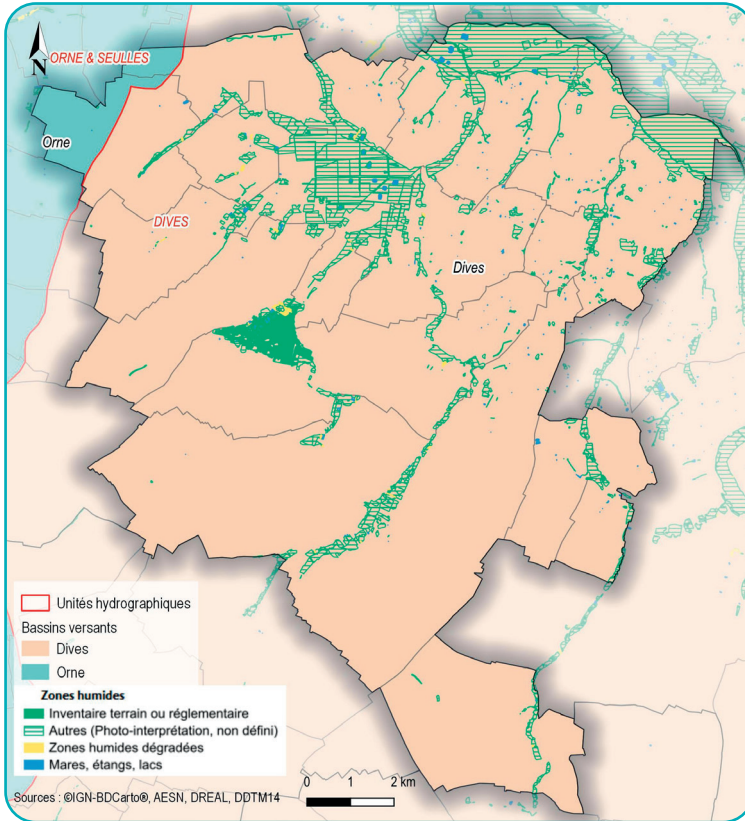 N
ORNE & SEULLES
Orne
DIVES
Dives
Unités hydrographiques
Bassins versants
Dives
Orne
Zones humides
Inventaire terrain ou réglementaire
Autres (Photo-interprétation, non défini)
Zones humides dégradées
Mares, étangs, lacs
0 1 2 km
Sources : ©IGN-BDCarto®, AESN, DREAL, DDTM14